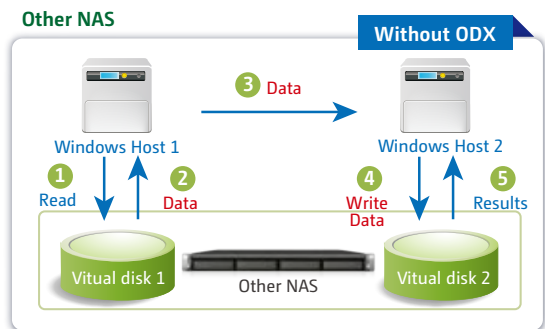 Other NAS
Without ODX
3 Data
Windows Host 1
Windows Host 2
1
Read
2
Data
4
Write
Data
5
Results
Vitual disk 1
Other NAS
Vitual disk 2